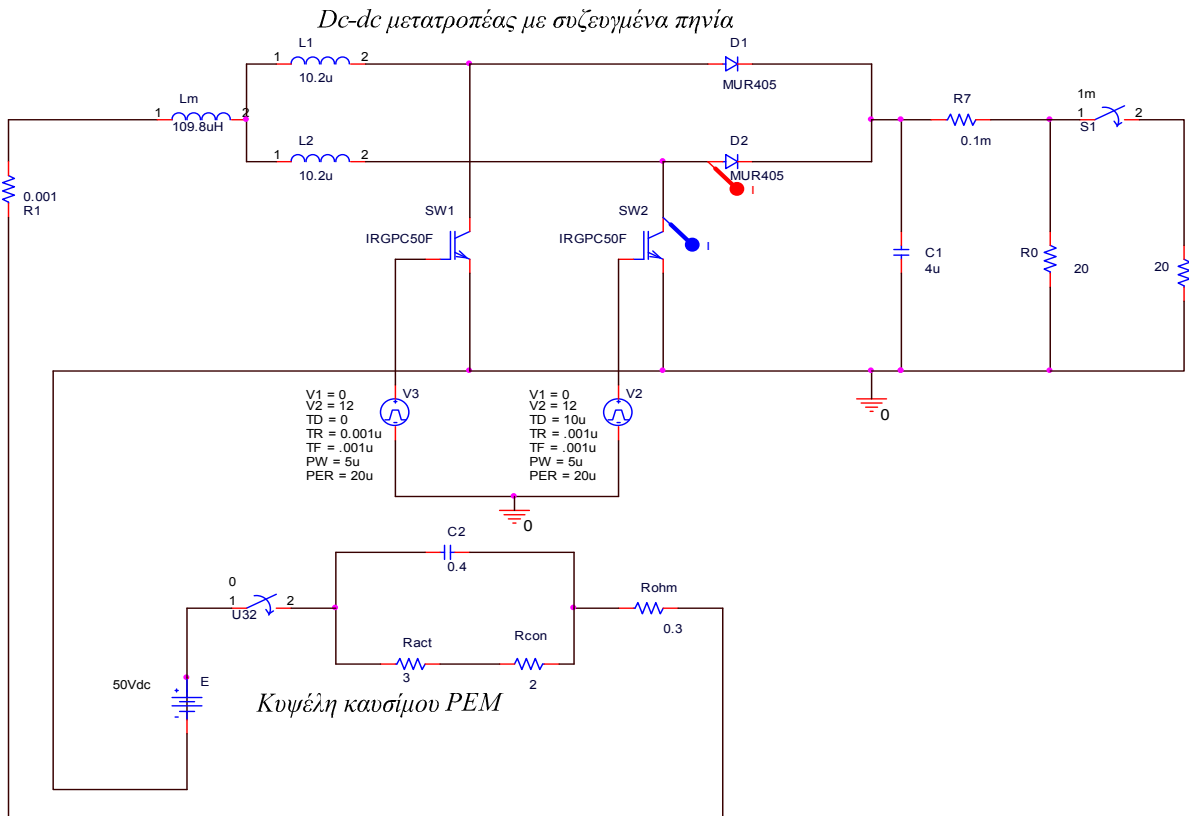 Dc-dc μετατροπέας με συζευγμένα πηνία
L1
1 2
10.2u
D1
MUR405
Lm
1 2
109.8uH
R7
0.1m
1m
1 2
S1
L2
1 2
10.2u
D2
MUR405
I
0.001
R1
SW1
IRGPC50F
SW2
IRGPC50F
I
C1
4u
R0
20
20
V1 = 0
V2 = 12
TD = 0
TR = 0.001u
TF = .001u
PW = 5u
PER = 20u
V3
V1 = 0
V2 = 12
TD = 10u
TR = .001u
TF = .001u
PW = 5u
PER = 20u
V2
0
0
C2
0.4
0
1 2
U32
Rohm
0.3
Ract
3
Rcon
2
50Vdc
E
Κυψέλη καυσίμου PEM